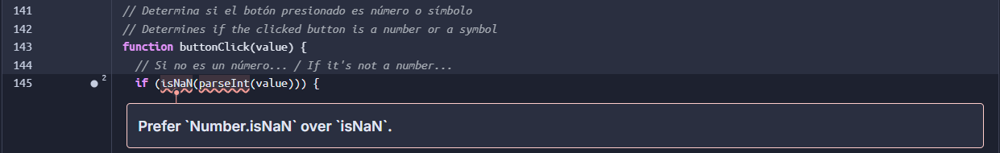 141 // Determina si el botón presionado es número o símbolo
142 // Determines if the clicked button is a number or a symbol
143 function buttonClick(value) {
144 // Si no es un número... / If it's not a number...
145 2 if (isNaN(parseInt(value))) {
Prefer `Number.isNaN` over `isNaN`.